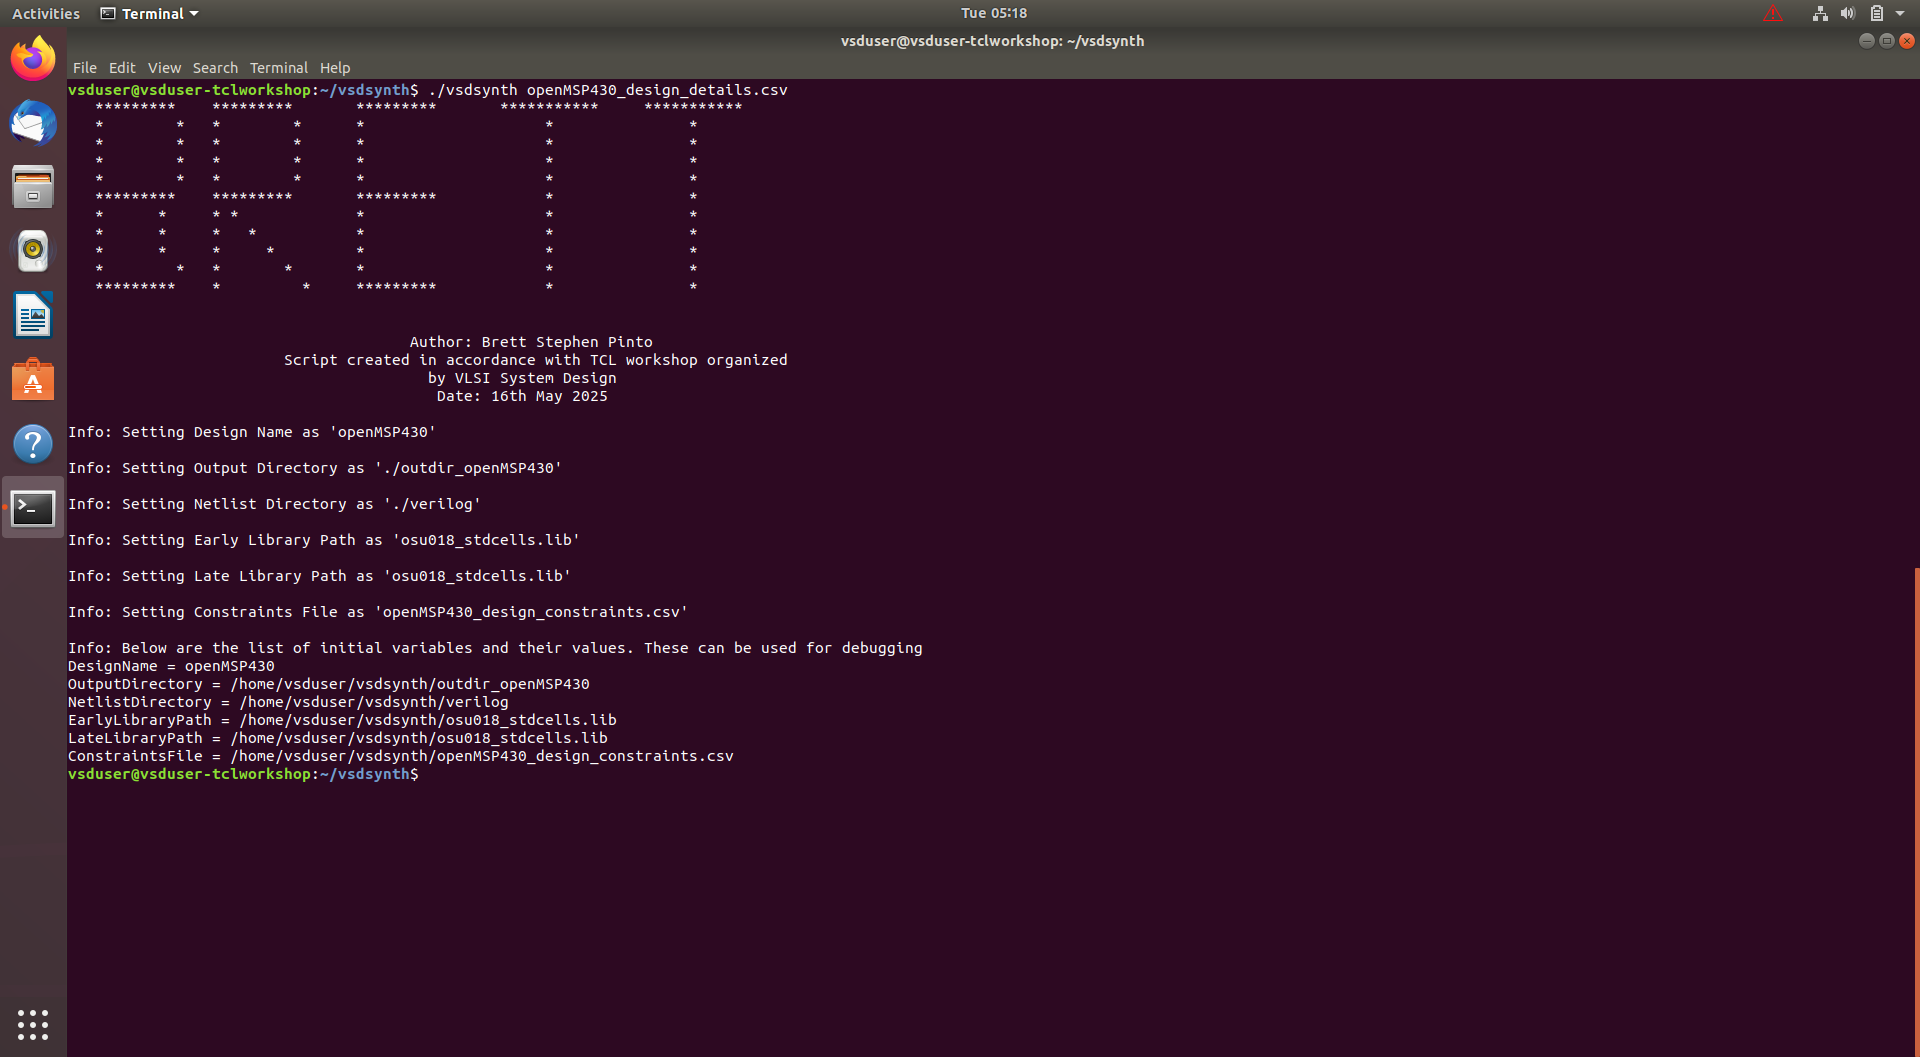 Activities Terminal Tue 05:18
vsduser@vsduser-tclworkshop: ~/vsdsynth
File Edit View Search Terminal Help
vsduser@vsduser-tclworkshop:~/vsdsynth$ ./vsdsynth openMSP430_design_details.csv
   *********    *********       *********       ***********     ***********
   *        *   *        *      *                    *               *
   *        *   *        *      *                    *               *
   *        *   *        *      *                    *               *
   *        *   *        *      *                    *               *
   *********    *********       *********            *               *
   *      *     * *             *                    *               *
   *      *     *   *           *                    *               *
   *      *     *     *         *                    *               *
   *        *   *       *       *                    *               *
   *********    *         *     *********            *               *
Author: Brett Stephen Pinto
Script created in accordance with TCL workshop organized
by VLSI System Design
Date: 16th May 2025
Info: Setting Design Name as 'openMSP430'
Info: Setting Output Directory as './outdir_openMSP430'
Info: Setting Netlist Directory as './verilog'
Info: Setting Early Library Path as 'osu018_stdcells.lib'
Info: Setting Late Library Path as 'osu018_stdcells.lib'
Info: Setting Constraints File as 'openMSP430_design_constraints.csv'
Info: Below are the list of initial variables and their values. These can be used for debugging
DesignName = openMSP430
OutputDirectory = /home/vsduser/vsdsynth/outdir_openMSP430
NetlistDirectory = /home/vsduser/vsdsynth/verilog
EarlyLibraryPath = /home/vsduser/vsdsynth/osu018_stdcells.lib
LateLibraryPath = /home/vsduser/vsdsynth/osu018_stdcells.lib
ConstraintsFile = /home/vsduser/vsdsynth/openMSP430_design_constraints.csv
vsduser@vsduser-tclworkshop:~/vsdsynth$